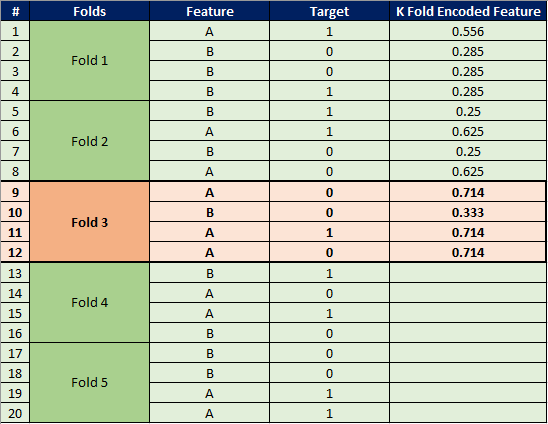 # Folds Feature Target K Fold Encoded Feature
1 Fold 1 A 1 0.556
2 B 0 0.285
3 B 0 0.285
4 B 1 0.285
5 Fold 2 B 1 0.25
6 A 1 0.625
7 B 0 0.25
8 A 0 0.625
9 Fold 3 A 0 0.714
10 B 0 0.333
11 A 1 0.714
12 A 0 0.714
13 Fold 4 B 1
14 A 0
15 A 1
16 B 0
17 Fold 5 B 0
18 B 0
19 A 1
20 A 1